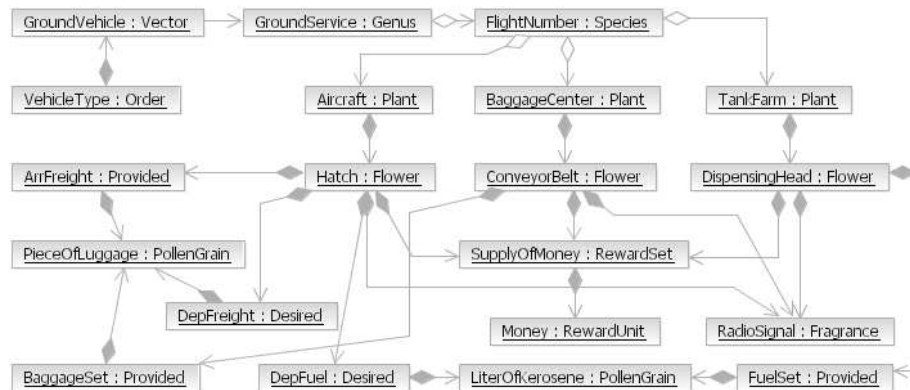 GroundVehicle : Vector
GroundService : Genus
FlightNumber : Species
VehicleType : Order
Aircraft : Plant
BaggageCenter : Plant
TankFarm : Plant
ArrFreight : Provided
Hatch : Flower
ConveyorBelt : Flower
DispensingHead : Flower
PieceOfLuggage : PollenGrain
SupplyOfMoney : RewardSet
DepFreight : Desired
Money : RewardUnit
RadioSignal : Fragrance
BaggageSet : Provided
DepFuel : Desired
LiterOfKerosene : PollenGrain
FuelSet : Provided